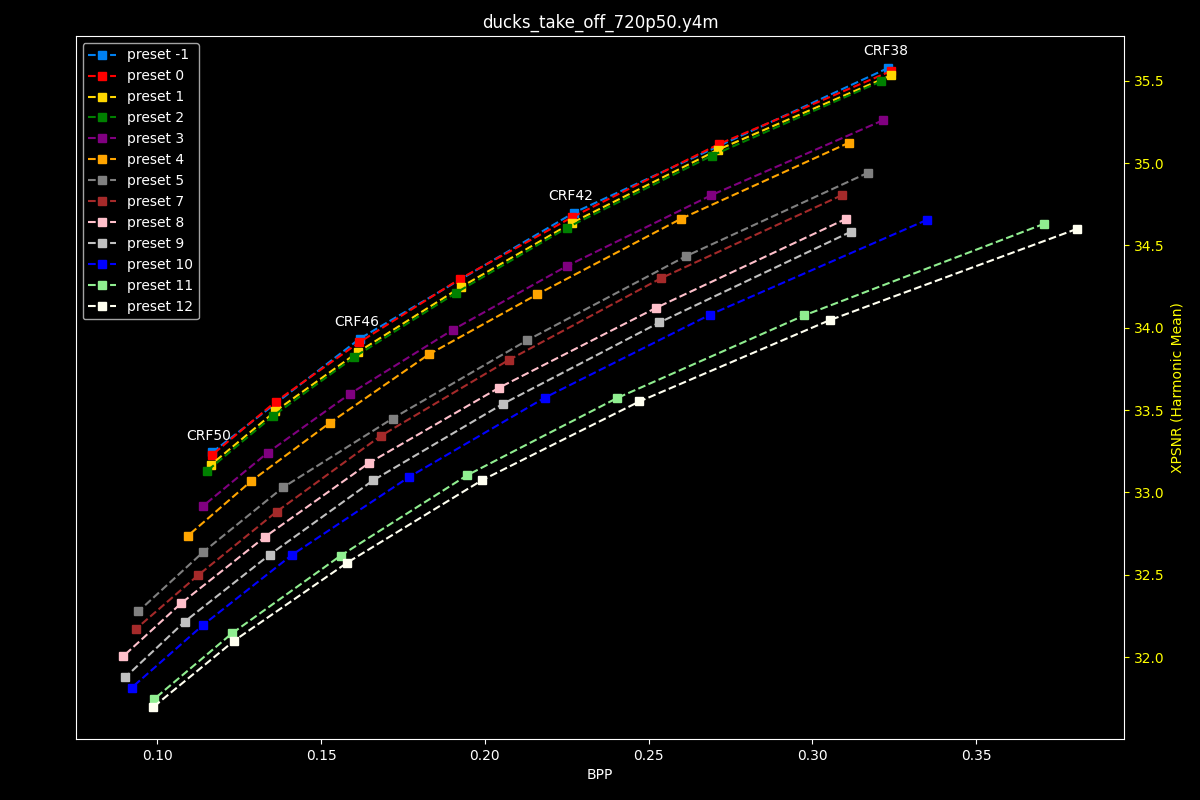 ducks_take_off_720p50.y4m
preset -1
preset 0
preset 1
preset 2
preset 3
preset 4
preset 5
preset 7
preset 8
preset 9
preset 10
preset 11
preset 12
CRF38
CRF42
CRF46
CRF50
35.5
35.0
34.5
34.0
33.5
33.0
32.5
32.0
XPSNR (Harmonic Mean)
0.10 0.15 0.20 0.25 0.30 0.35
BPP